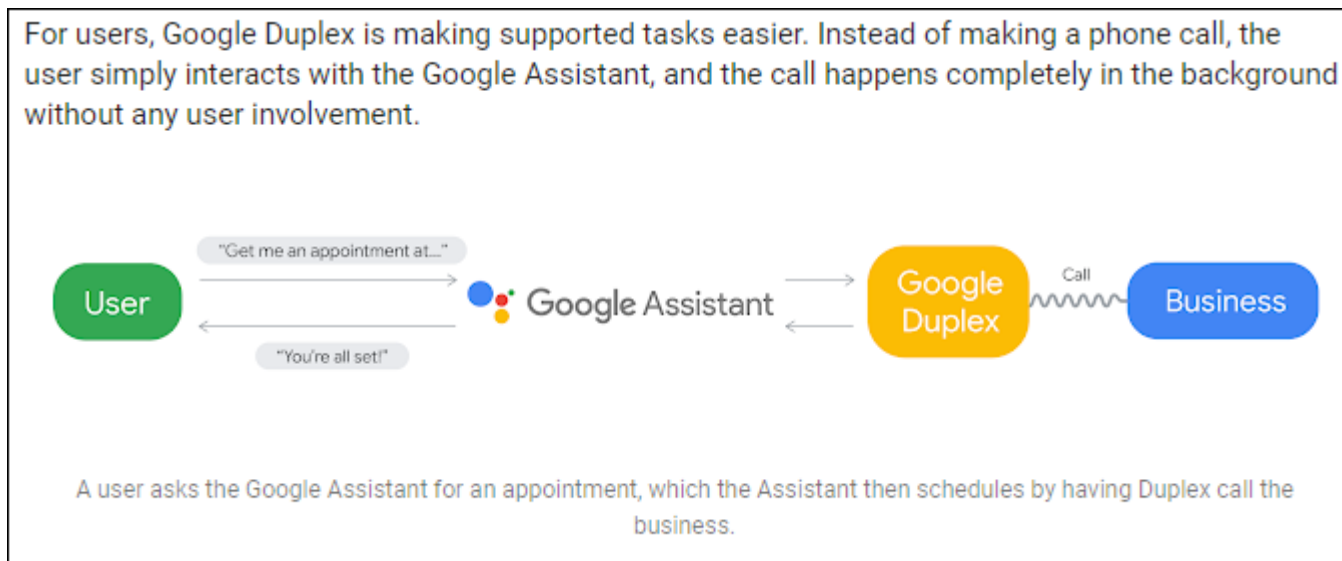 For users, Google Duplex is making supported tasks easier. Instead of making a phone call, the
user simply interacts with the Google Assistant, and the call happens completely in the background
without any user involvement.
"Get me an appointment at..."
User
Google Assistant
"You're all set!"
Google
Duplex
Call
Business
A user asks the Google Assistant for an appointment, which the Assistant then schedules by having Duplex call the
business.